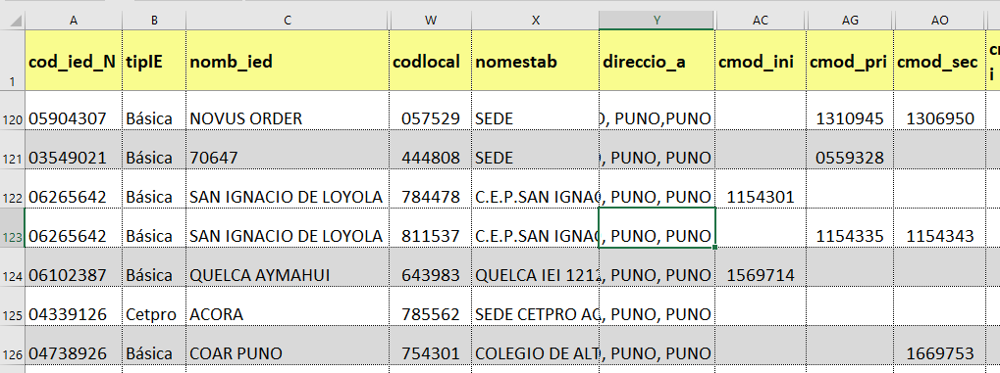 A B C W X Y AC AG AO
1 cod_ied_N tipIE nomb_ied codlocal nomestab direccio_a cmod_ini cmod_pri cmod_sec
120 05904307 Básica NOVUS ORDER 057529 SEDE , PUNO,PUNO 1310945 1306950
121 03549021 Básica 70647 444808 SEDE , PUNO, PUNO 0559328
122 06265642 Básica SAN IGNACIO DE LOYOLA 784478 C.E.P.SAN IGNAC , PUNO, PUNO 1154301
123 06265642 Básica SAN IGNACIO DE LOYOLA 811537 C.E.P.SAN IGNAC , PUNO, PUNO 1154335 1154343
124 06102387 Básica QUELCA AYMAHUI 643983 QUELCA IEI 1212 , PUNO, PUNO 1569714
125 04339126 Cetpro ACORA 785562 SEDE CETPRO AC , PUNO, PUNO
126 04738926 Básica COAR PUNO 754301 COLEGIO DE ALT , PUNO, PUNO 1669753